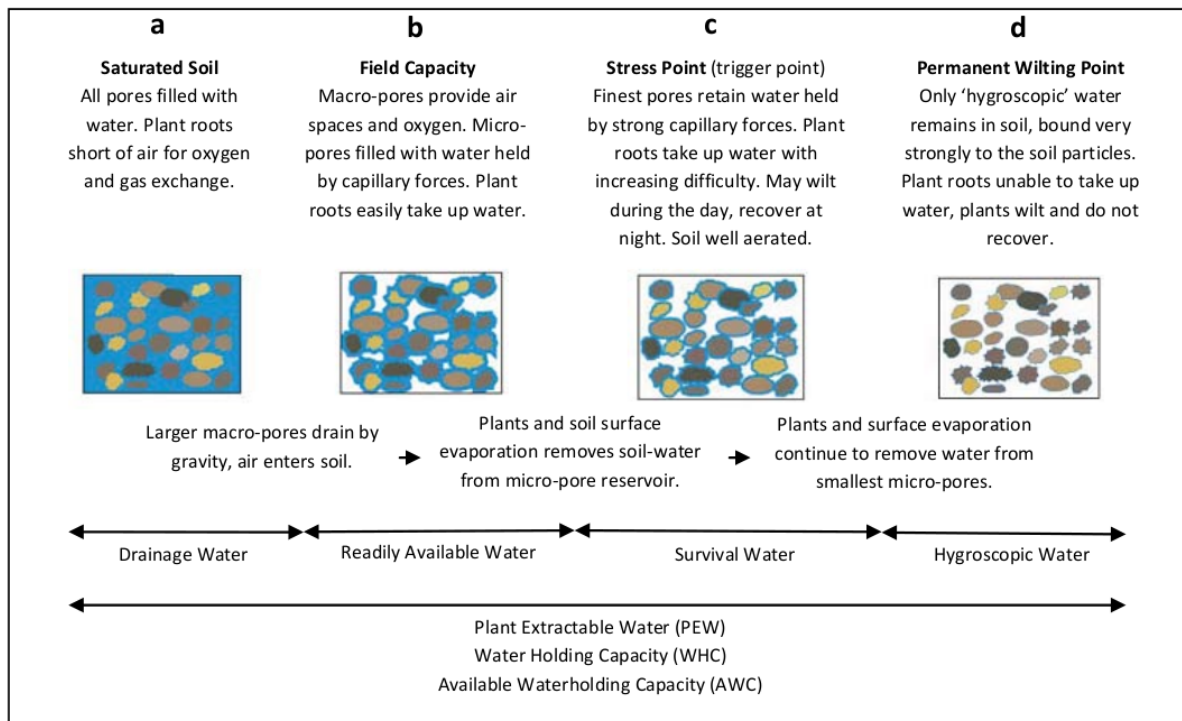 a
Saturated Soil
All pores filled with
water. Plant roots
short of air for oxygen
and gas exchange.
b
Field Capacity
Macro-pores provide air
spaces and oxygen. Micro-
pores filled with water held
by capillary forces. Plant
roots easily take up water.
c
Stress Point (trigger point)
Finest pores retain water held
by strong capillary forces. Plant
roots take up water with
increasing difficulty. May wilt
during the day, recover at
night. Soil well aerated.
d
Permanent Wilting Point
Only ‘hygroscopic’ water
remains in soil, bound very
strongly to the soil particles.
Plant roots unable to take up
water, plants wilt and do not
recover.
Larger macro-pores drain by
gravity, air enters soil.
Plants and soil surface
evaporation removes soil-water
from micro-pore reservoir.
Plants and surface evaporation
continue to remove water from
smallest micro-pores.
Drainage Water
Readily Available Water
Survival Water
Hygroscopic Water
Plant Extractable Water (PEW)
Water Holding Capacity (WHC)
Available Waterholding Capacity (AWC)